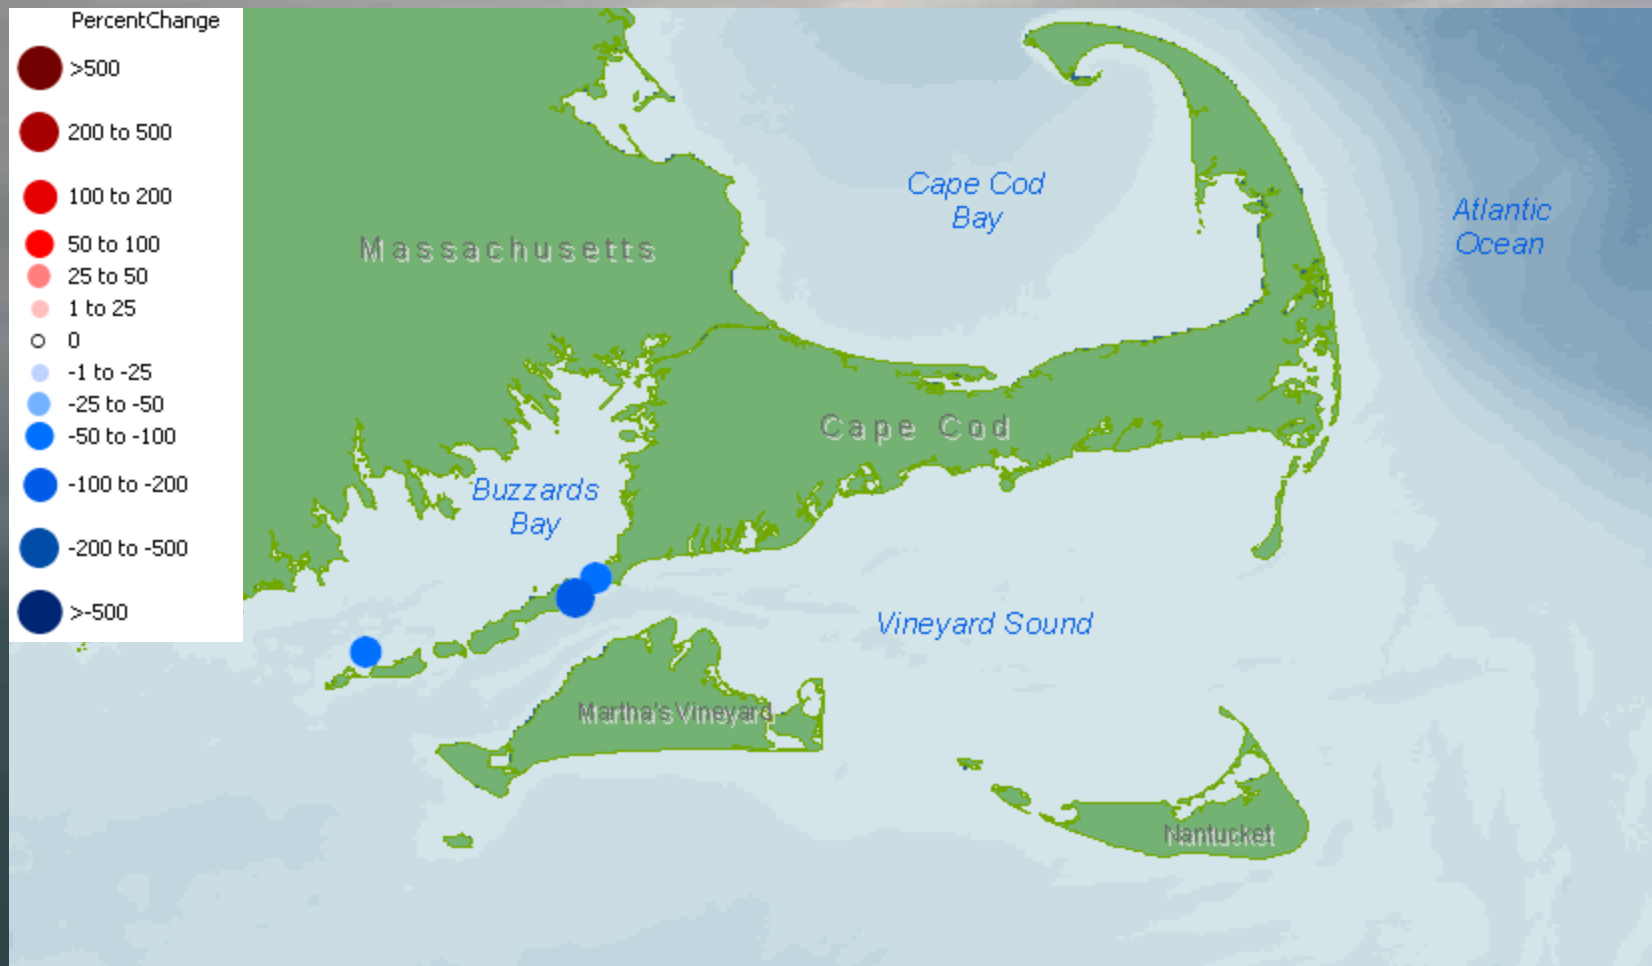 PercentChange
>500
200 to 500
100 to 200
50 to 100
25 to 50
1 to 25
0
-1 to -25
-25 to -50
-50 to -100
-100 to -200
-200 to -500
>-500
Massachusetts
Cape Cod
Bay
Atlantic
Ocean
Cape Cod
Buzzards
Bay
Vineyard Sound
Martha's Vineyard
Nantucket